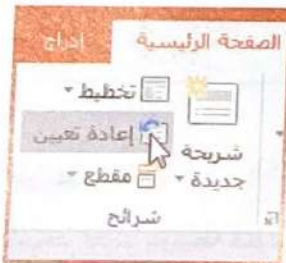 الصفحة الرئيسية
إدراج
شريحة
جديدة
تخطيط
إعادة تعيين
مقطع
شرائح